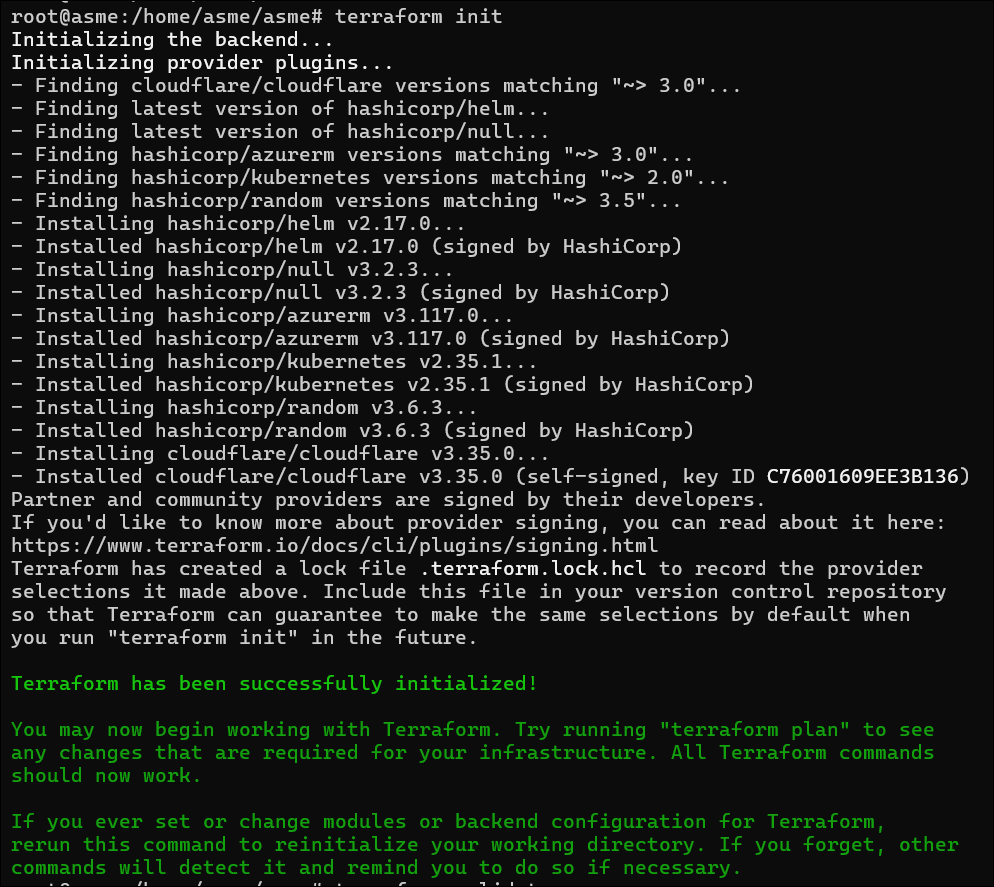 root@asme:/home/asme/asme# terraform init
Initializing the backend...
Initializing provider plugins...
- Finding cloudflare/cloudflare versions matching "~> 3.0"...
- Finding latest version of hashicorp/helm...
- Finding latest version of hashicorp/null...
- Finding hashicorp/azurerm versions matching "~> 3.0"...
- Finding hashicorp/kubernetes versions matching "~> 2.0"...
- Finding hashicorp/random versions matching "~> 3.5"...
- Installing hashicorp/helm v2.17.0...
- Installed hashicorp/helm v2.17.0 (signed by HashiCorp)
- Installing hashicorp/null v3.2.3...
- Installed hashicorp/null v3.2.3 (signed by HashiCorp)
- Installing hashicorp/azurerm v3.117.0...
- Installed hashicorp/azurerm v3.117.0 (signed by HashiCorp)
- Installing hashicorp/kubernetes v2.35.1...
- Installed hashicorp/kubernetes v2.35.1 (signed by HashiCorp)
- Installing hashicorp/random v3.6.3...
- Installed hashicorp/random v3.6.3 (signed by HashiCorp)
- Installing cloudflare/cloudflare v3.35.0...
- Installed cloudflare/cloudflare v3.35.0 (self-signed, key ID C76001609EE3B136)
Partner and community providers are signed by their developers.
If you'd like to know more about provider signing, you can read about it here:
https://www.terraform.io/docs/cli/plugins/signing.html
Terraform has created a lock file .terraform.lock.hcl to record the provider
selections it made above. Include this file in your version control repository
so that Terraform can guarantee to make the same selections by default when
you run "terraform init" in the future.
Terraform has been successfully initialized!
You may now begin working with Terraform. Try running "terraform plan" to see
any changes that are required for your infrastructure. All Terraform commands
should now work.
If you ever set or change modules or backend configuration for Terraform,
rerun this command to reinitialize your working directory. If you forget, other
commands will detect it and remind you to do so if necessary.